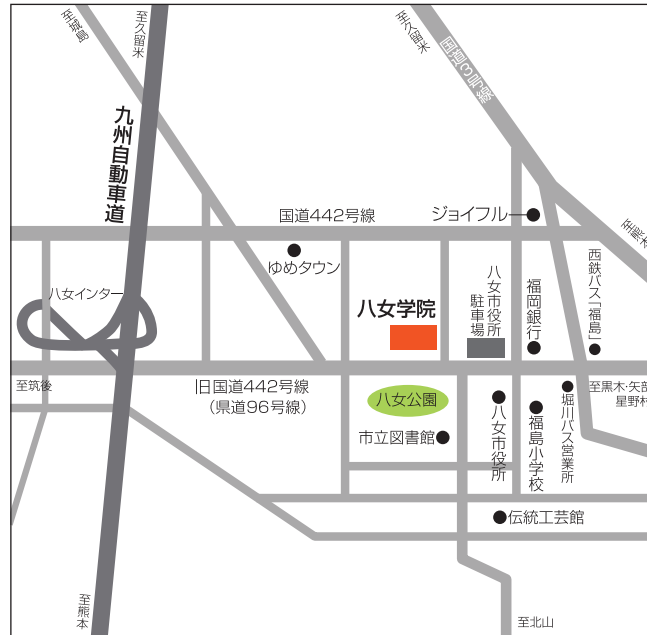 至城島
至久留米
至久留米
国道3号線
九州自動車道
国道442号線
ジョイフル
至熊本
ゆめタウン
西鉄バス「福島」
八女インター
八女学院
八女市役所
駐車場
福岡銀行
至筑後
旧国道442号線
（県道96号線）
八女公園
至黒木・矢部
星野村
市立図書館
八女市役所
福島小学校
堀川バス営業所
伝統工芸館
至熊本
至北山